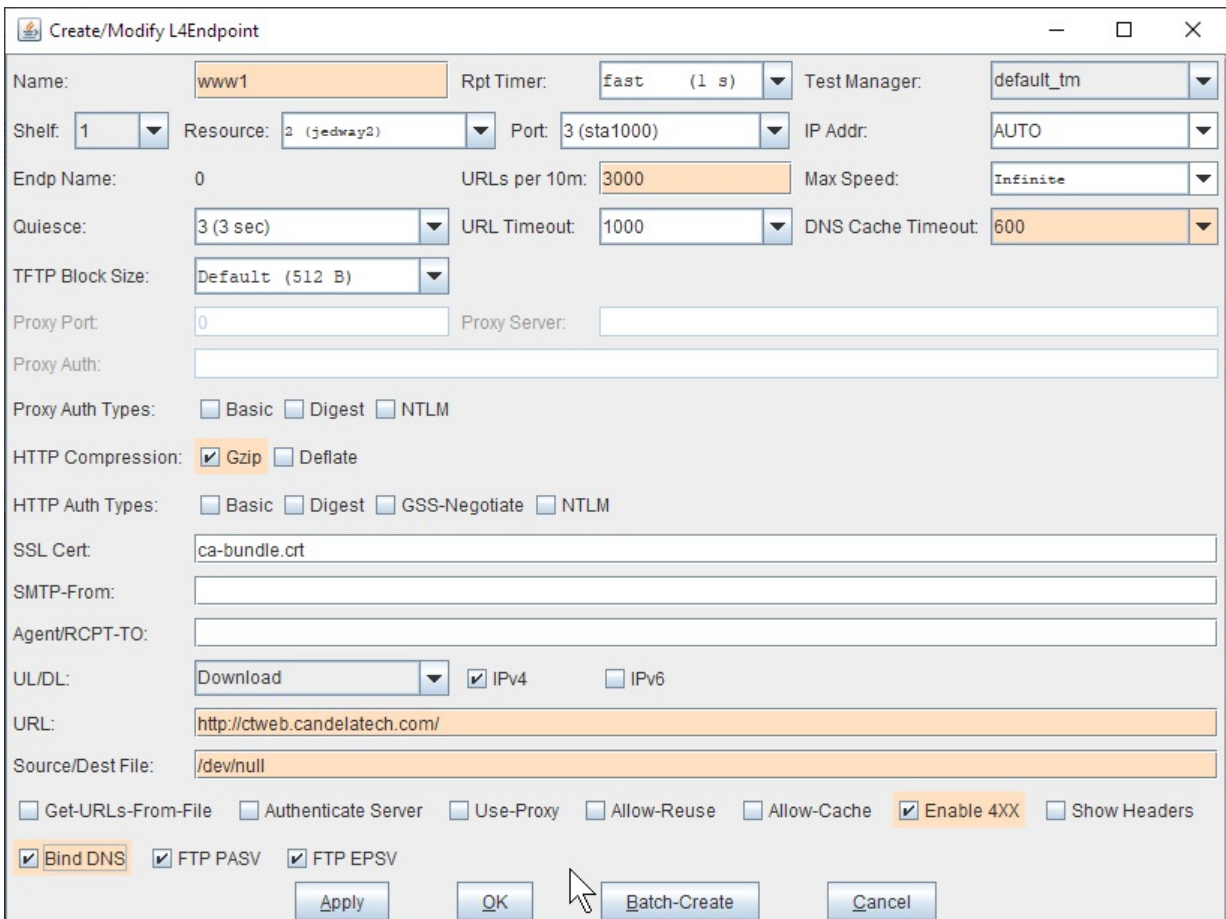 Create/Modify L4Endpoint
Name: www1 Rpt Timer: fast (1 s) Test Manager: default_tm
Shelf: 1 Resource: 2 (jedway2) Port: 3 (sta1000) IP Addr: AUTO
Endp Name: 0 URLs per 10m: 3000 Max Speed: Infinite
Quiesce: 3 (3 sec) URL Timeout: 1000 DNS Cache Timeout: 600
TFTP Block Size: Default (512 B)
Proxy Port: 0 Proxy Server:
Proxy Auth:
Proxy Auth Types: Basic Digest NTLM
HTTP Compression: Gzip Deflate
HTTP Auth Types: Basic Digest GSS-Negotiate NTLM
SSL Cert: ca-bundle.crt
SMTP-From:
Agent/RCPT-TO:
UL/DL: Download IPv4 IPv6
URL: http://ctweb.candelatech.com/
Source/Dest File: /dev/null
Get-URLs-From-File Authenticate Server Use-Proxy Allow-Reuse Allow-Cache Enable 4XX Show Headers
Bind DNS FTP PASV FTP EPSV
Apply OK Batch-Create Cancel